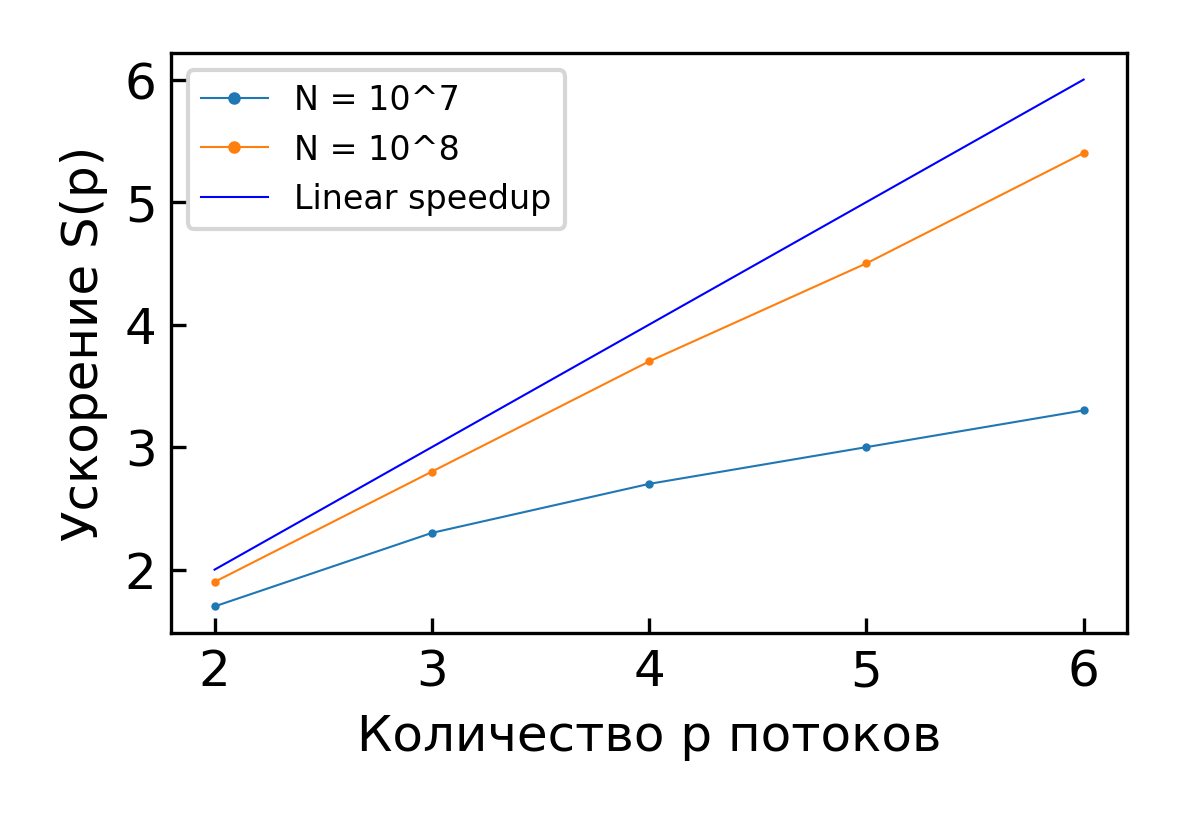 N = 10^7
N = 10^8
Linear speedup
Ускорение S(p)
6
5
4
3
2
2 3 4 5 6
Количество p потоков